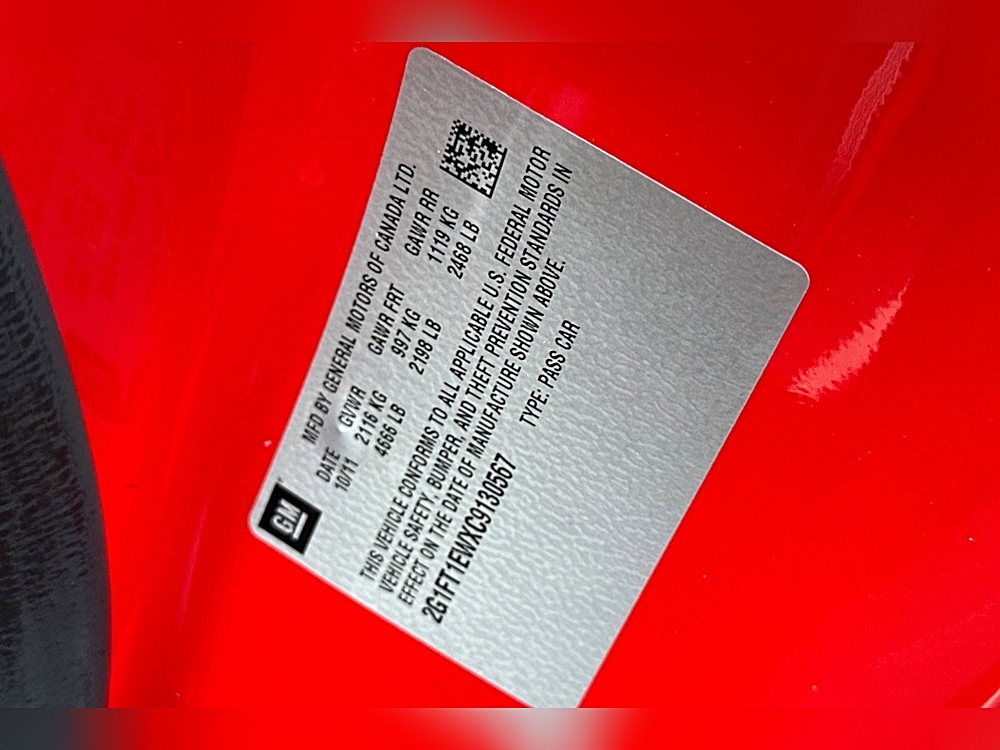 GM
MFD BY GENERAL MOTORS OF CANADA LTD.
DATE GVWR GAWR FRT GAWR RR
10/11 2116 KG 997 KG 1119 KG
4666 LB 2198 LB 2468 LB
THIS VEHICLE CONFORMS TO ALL APPLICABLE U.S. FEDERAL MOTOR
VEHICLE SAFETY, BUMPER, AND THEFT PREVENTION STANDARDS IN
EFFECT ON THE DATE OF MANUFACTURE SHOWN ABOVE.
2G1FT1EWXC9130567 TYPE: PASS CAR